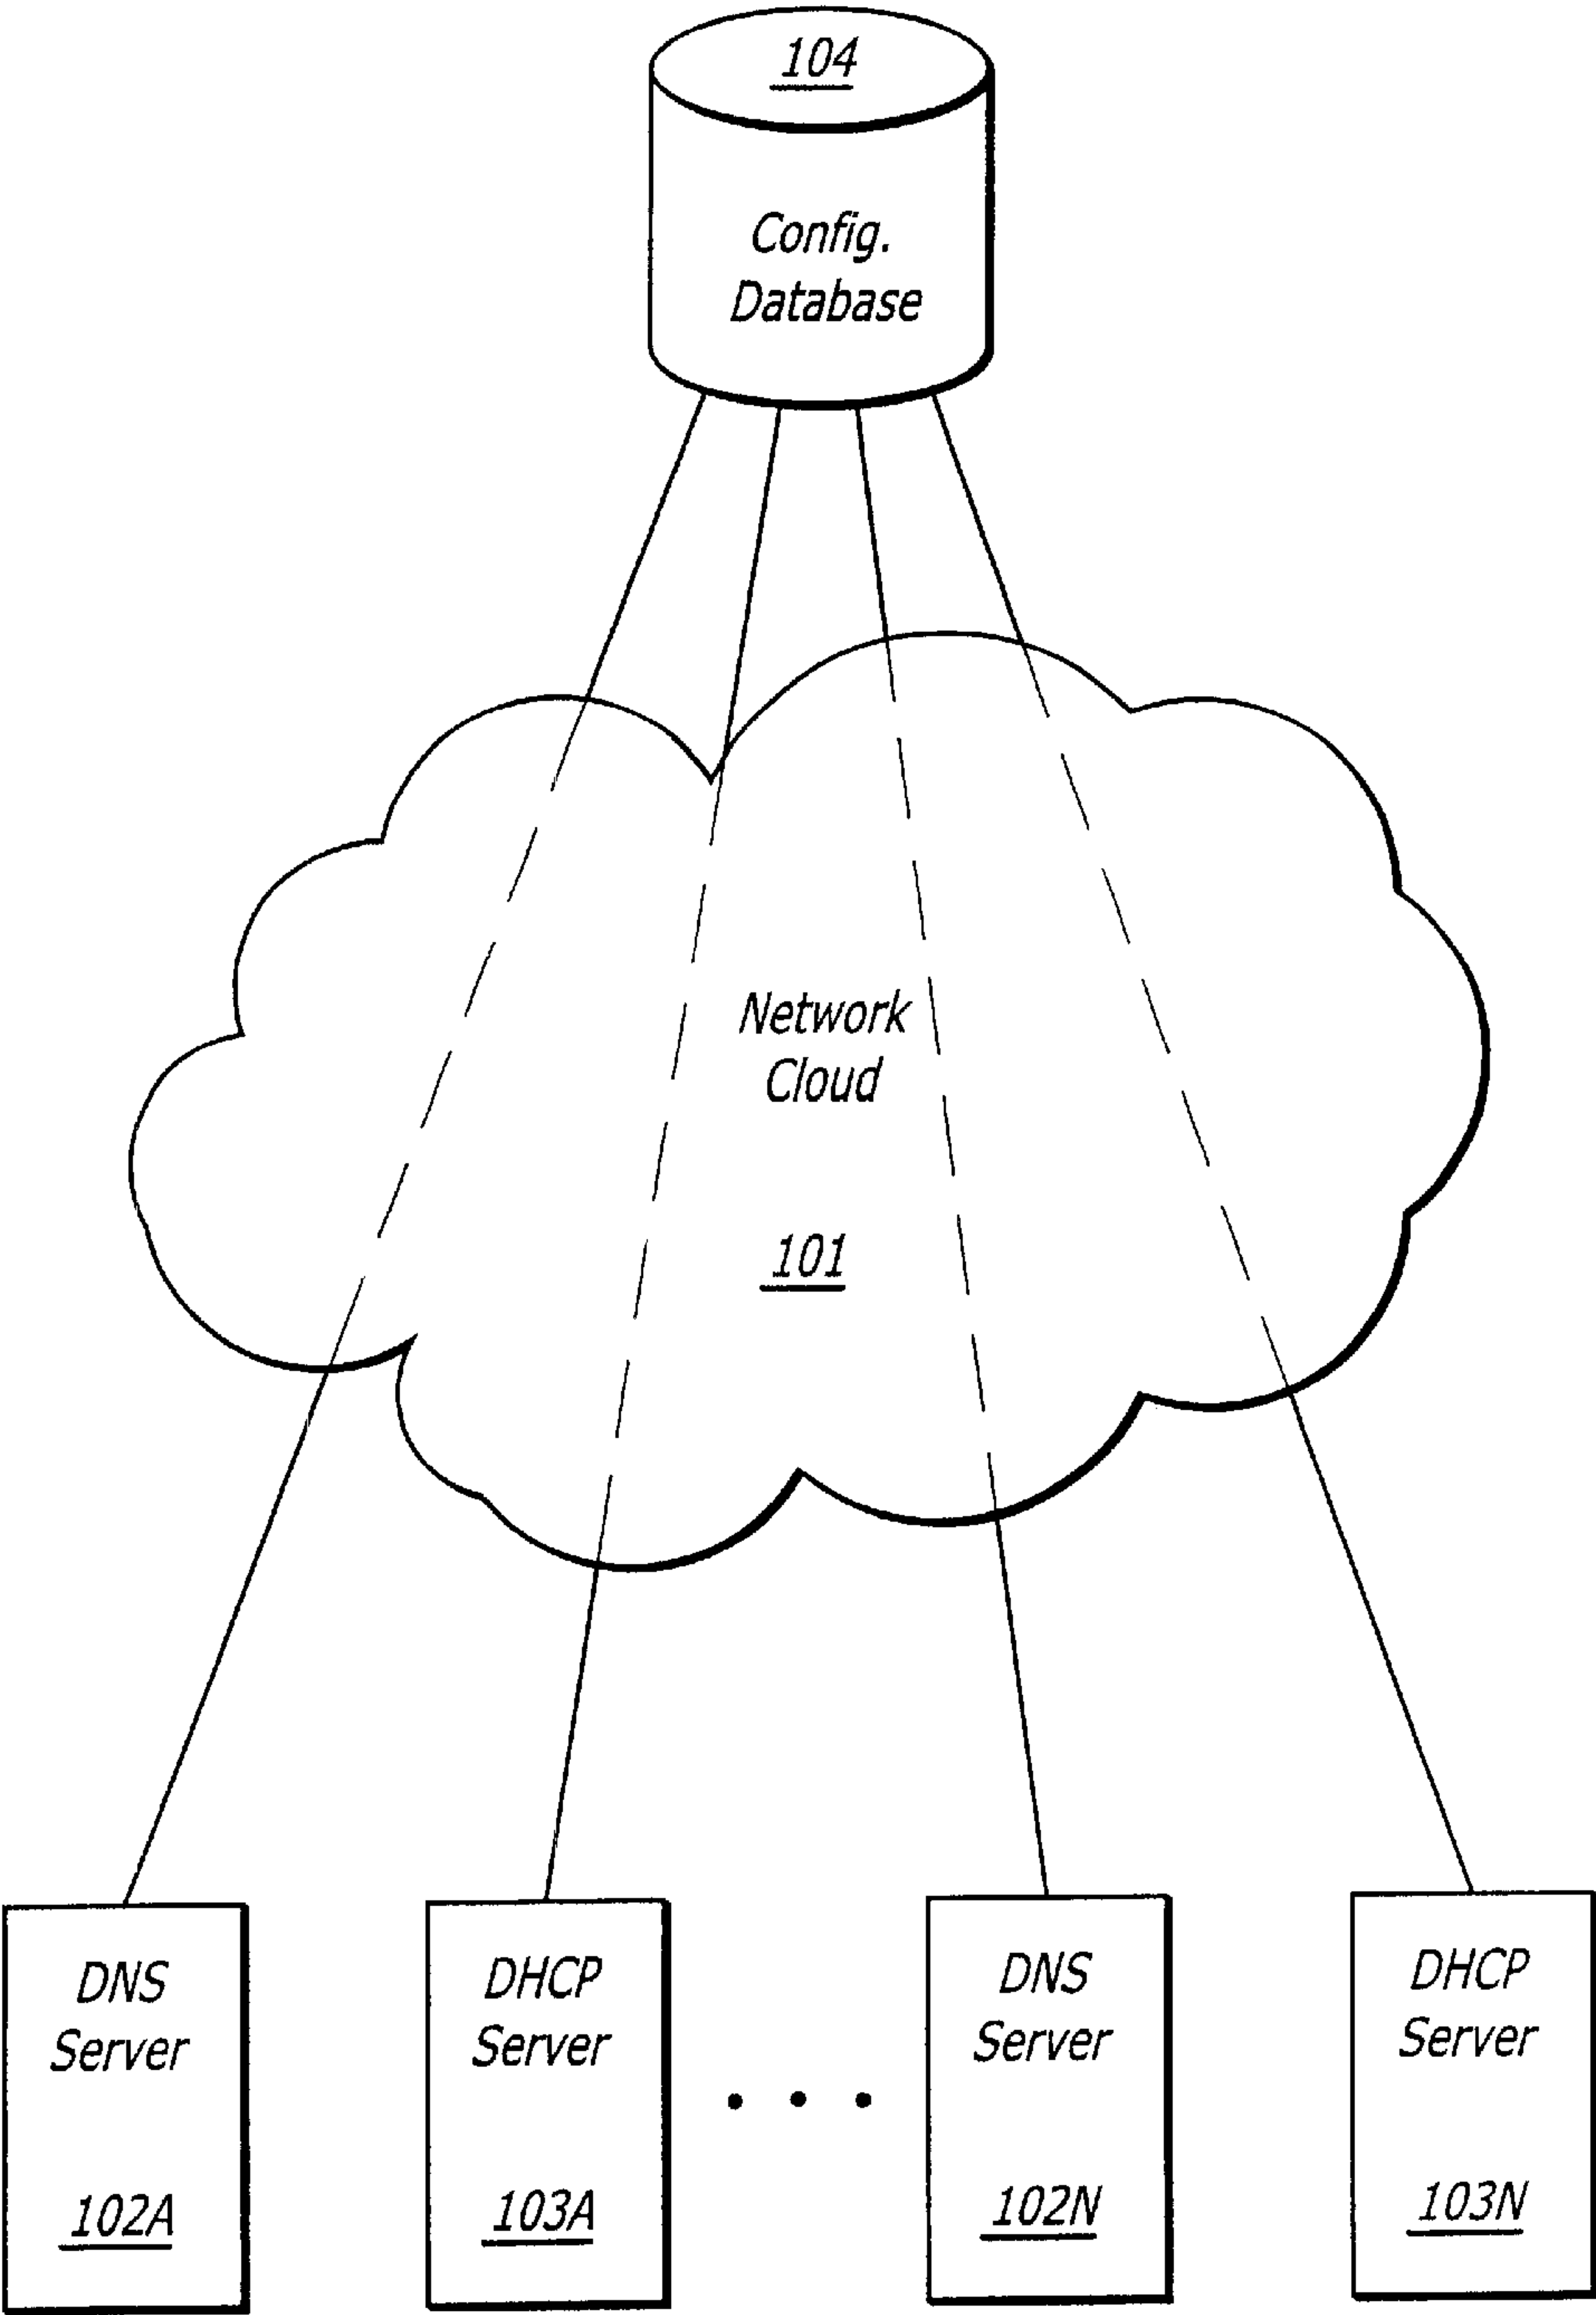 104
Config.
Database
Network
Cloud
101
DNS
Server
102A
DHCP
Server
103A
DNS
Server
102N
DHCP
Server
103N